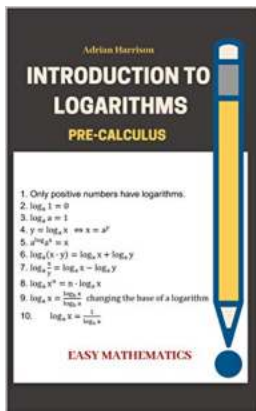 Adrian Harrison
INTRODUCTION TO
LOGARITHMS
PRE-CALCULUS
1. Only positive numbers have logarithms.
2. logₐ 1 = 0
3. logₐ a = 1
4. y = logₐ x ⇔ x = aʸ
5. a^(logₐ x) = x
6. logₐ(x · y) = logₐ x + logₐ y
7. logₐ x/y = logₐ x − logₐ y
8. logₐ xⁿ = n · logₐ x
9. logₐ x = log_b x / log_b a changing the base of a logarithm
10. logₐ x = 1 / logₓ a
EASY MATHEMATICS